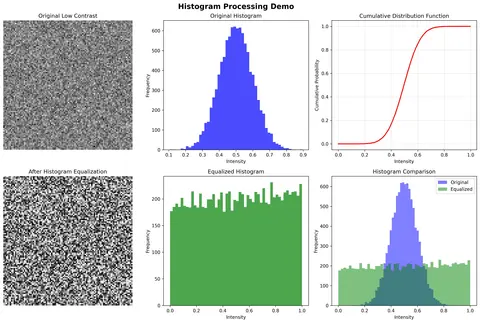 Histogram Processing Demo
Original Low Contrast
Original Histogram
Frequency
600
500
400
300
200
100
0
0.1 0.2 0.3 0.4 0.5 0.6 0.7 0.8 0.9
Intensity
Cumulative Distribution Function
Cumulative Probability
1.0
0.8
0.6
0.4
0.2
0.0
0.0 0.2 0.4 0.6 0.8 1.0
Intensity
After Histogram Equalization
Equalized Histogram
Frequency
200
150
100
50
0
0.0 0.2 0.4 0.6 0.8 1.0
Intensity
Histogram Comparison
Original
Equalized
Frequency
600
500
400
300
200
100
0
0.0 0.2 0.4 0.6 0.8 1.0
Intensity